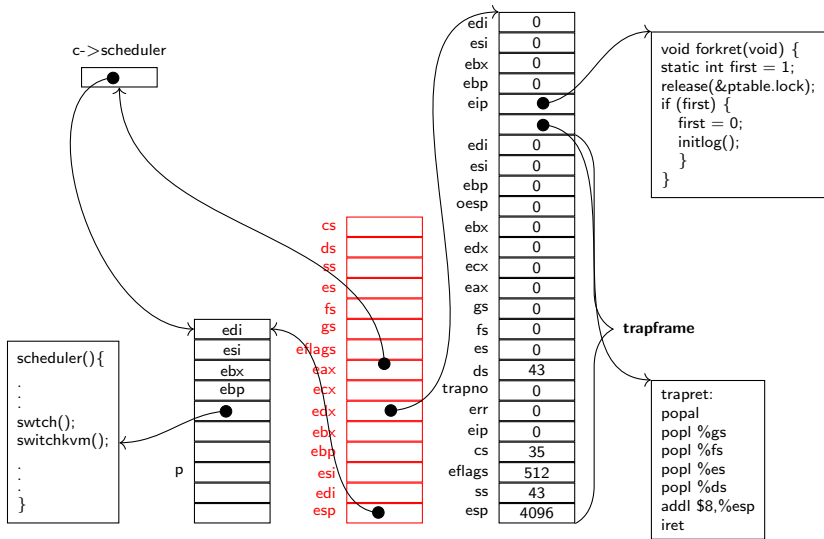 c->scheduler
scheduler(){
.
.
.
swtch();
switchkvm();
.
.
.
}
edi
esi
ebx
ebp
p
cs
ds
ss
es
fs
gs
eflags
eax
ecx
edx
ebx
ebp
esi
edi
esp
edi 0
esi 0
ebx 0
ebp 0
eip
edi 0
esi 0
ebp 0
oesp 0
ebx 0
edx 0
ecx 0
eax 0
gs 0
fs 0
es 0
ds 43
trapno 0
err 0
eip 0
cs 35
eflags 512
ss 43
esp 4096
void forkret(void) {
static int first = 1;
release(&ptable.lock);
if (first) {
first = 0;
initlog();
}
}
trapframe
trapret:
popal
popl %gs
popl %fs
popl %es
popl %ds
addl $8,%esp
iret